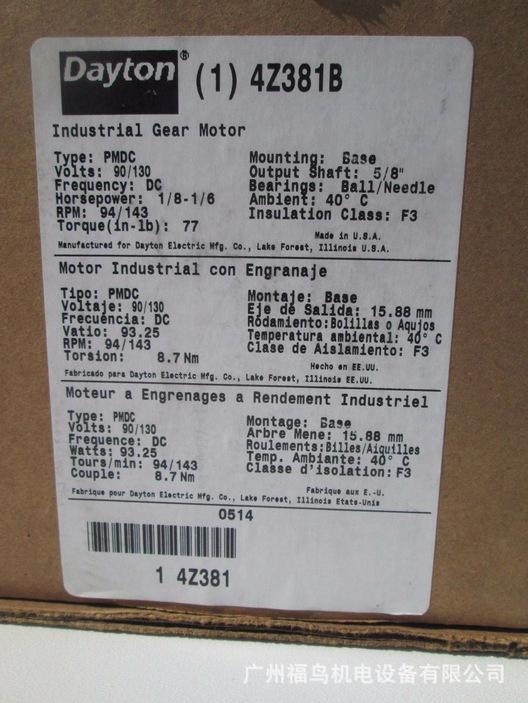 Dayton® (1) 4Z381B
Industrial Gear Motor
Type: PMDC
Volts: 90/130
Frequency: DC
Horsepower: 1/8-1/6
RPM: 94/143
Torque(in-lb): 77
Mounting: Base
Output Shaft: 5/8"
Bearings: Ball/Needle
Ambient: 40° C
Insulation Class: F3
Made in U.S.A.
Manufactured for Dayton Electric Mfg. Co., Lake Forest, Illinois U.S.A.
Motor Industrial con Engranaje
Tipo: PMDC
Voltaje: 90/130
Frecuencia: DC
Vatio: 93.25
RPM: 94/143
Torsion: 8.7 Nm
Montaje: Base
Eje de Salida: 15.88 mm
Rodamiento: Bolillas o Agujos
Temperatura ambiental: 40° C
Clase de Aislamiento: F3
Hecho en EE.UU.
Fabricado para Dayton Electric Mfg. Co., Lake Forest, Illinois EE.UU.
Moteur a Engrenages a Rendement Industriel
Type: PMDC
Volts: 90/130
Frequence: DC
Watts: 93.25
Tours/min: 94/143
Couple: 8.7 Nm
Montage: Base
Arbre Mene: 15.88 mm
Roulements: Billes/Aiquilles
Temp. Ambiante: 40° C
Classe d'isolation: F3
Fabrique aux E.-U.
Fabrique pour Dayton Electric Mfg. Co., Lake Forest, Illinois Etats-Unis
0514
1 4Z381
广州福鸟机电设备有限公司